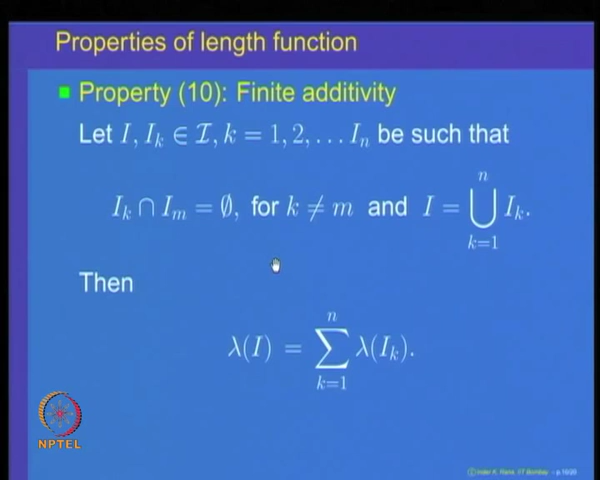 Properties of length function
Property (10): Finite additivity
Let I, I_k ∈ 𝓘, k = 1, 2, … I_n be such that
I_k ∩ I_m = ∅, for k ≠ m and I = ⋃_{k=1}^{n} I_k.
Then
λ(I) = ∑_{k=1}^{n} λ(I_k).
NPTEL